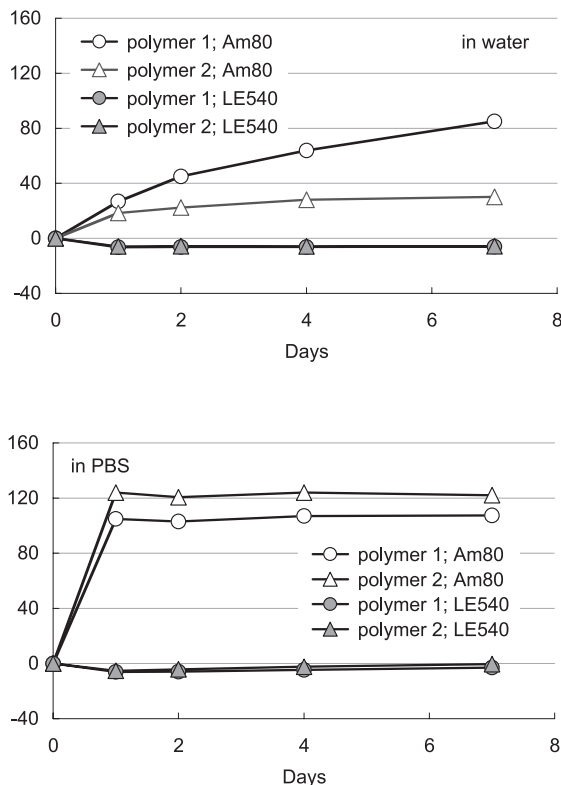 160
120
80
40
0
-40
polymer 1; Am80
polymer 2; Am80
polymer 1; LE540
polymer 2; LE540
in water
0 2 4 6 8
Days
160
120
80
40
0
-40
in PBS
polymer 1; Am80
polymer 2; Am80
polymer 1; LE540
polymer 2; LE540
0 2 4 6 8
Days